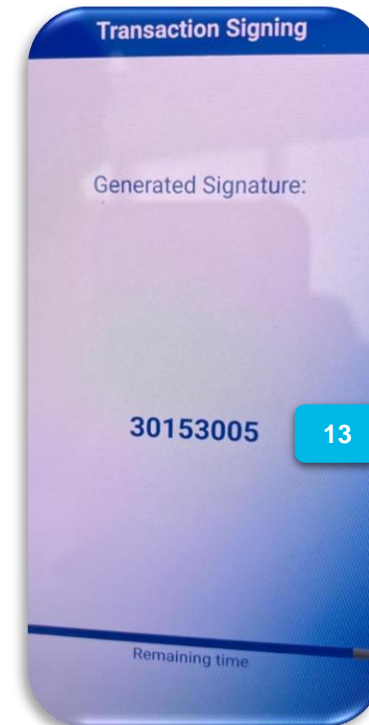 Transaction Signing
Generated Signature:
30153005
13
Remaining time